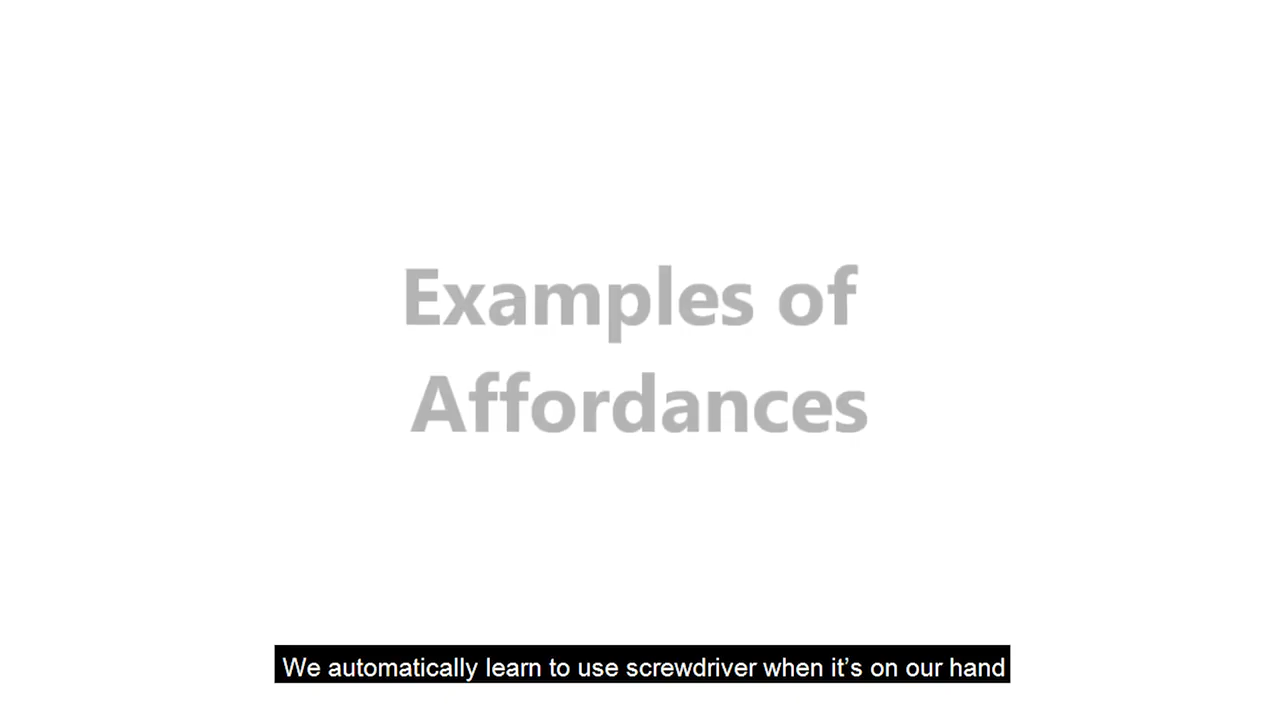 Examples of
Affordances
We automatically learn to use screwdriver when it’s on our hand